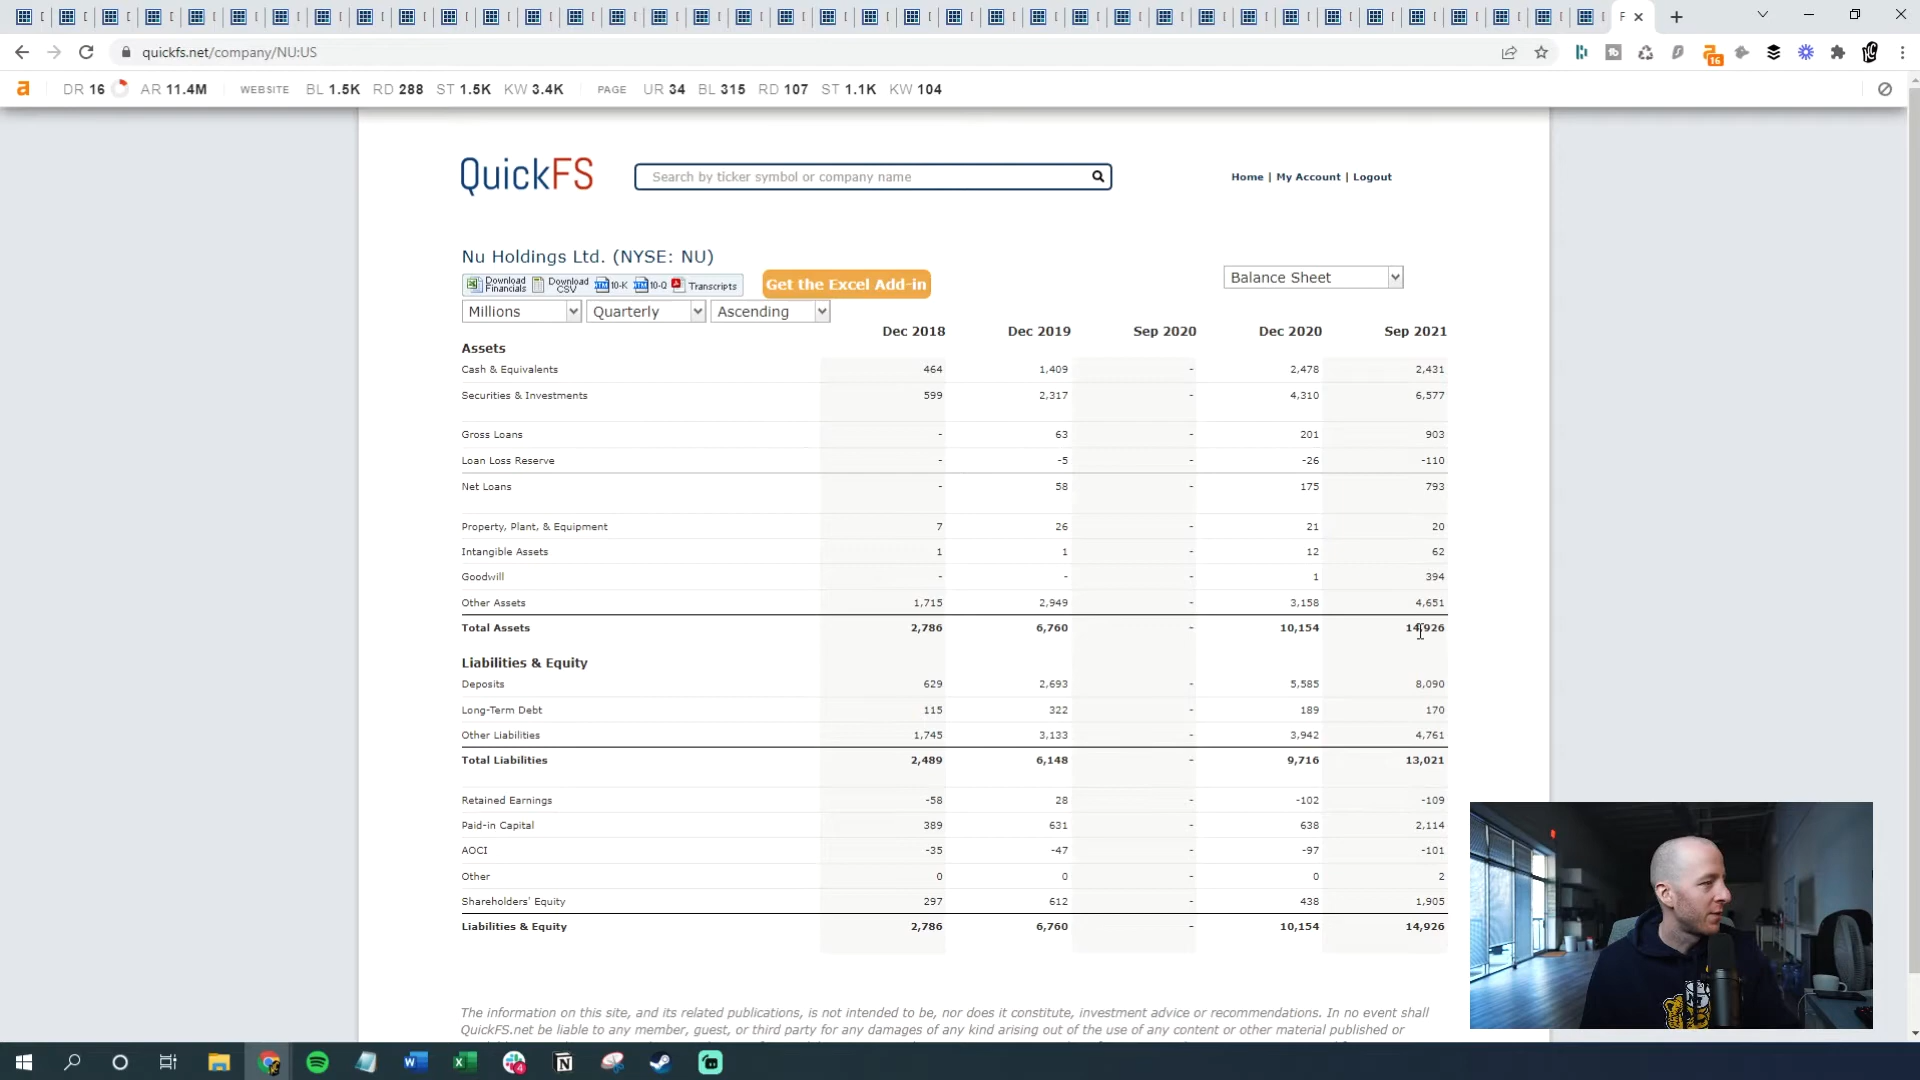 quickfs.net/company/NU:US
16
DR 16 AR 11.4M WEBSITE BL 1.5K RD 288 ST 1.5K KW 3.4K PAGE UR 34 BL 315 RD 107 ST 1.1K KW 104
QuickFS
Search by ticker symbol or company name
Home | My Account | Logout
Nu Holdings Ltd. (NYSE: NU)
Download Financials Download CSV 10-K 10-Q Transcripts
Get the Excel Add-in
Balance Sheet
Millions Quarterly Ascending
Dec 2018 Dec 2019 Sep 2020 Dec 2020 Sep 2021
Assets
Cash & Equivalents 464 1,409 - 2,478 2,431
Securities & Investments 599 2,317 - 4,310 6,577
Gross Loans - 63 - 201 903
Loan Loss Reserve - -5 - -26 -110
Net Loans - 58 - 175 793
Property, Plant, & Equipment 7 26 - 21 20
Intangible Assets 1 1 - 12 62
Goodwill - - - 1 394
Other Assets 1,715 2,949 - 3,158 4,651
Total Assets 2,786 6,760 - 10,154 14,926
Liabilities & Equity
Deposits 629 2,693 - 5,585 8,090
Long-Term Debt 115 322 - 189 170
Other Liabilities 1,745 3,133 - 3,942 4,761
Total Liabilities 2,489 6,148 - 9,716 13,021
Retained Earnings -58 28 - -102 -109
Paid-in Capital 389 631 - 638 2,114
AOCI -35 -47 - -97 -101
Other 0 0 - 0 2
Shareholders' Equity 297 612 - 438 1,905
Liabilities & Equity 2,786 6,760 - 10,154 14,926
The information on this site, and its related publications, is not intended to be, nor does it constitute, investment advice or recommendations. In no event shall
QuickFS.net be liable to any member, guest, or third party for any damages of any kind arising out of the use of any content or other material published or